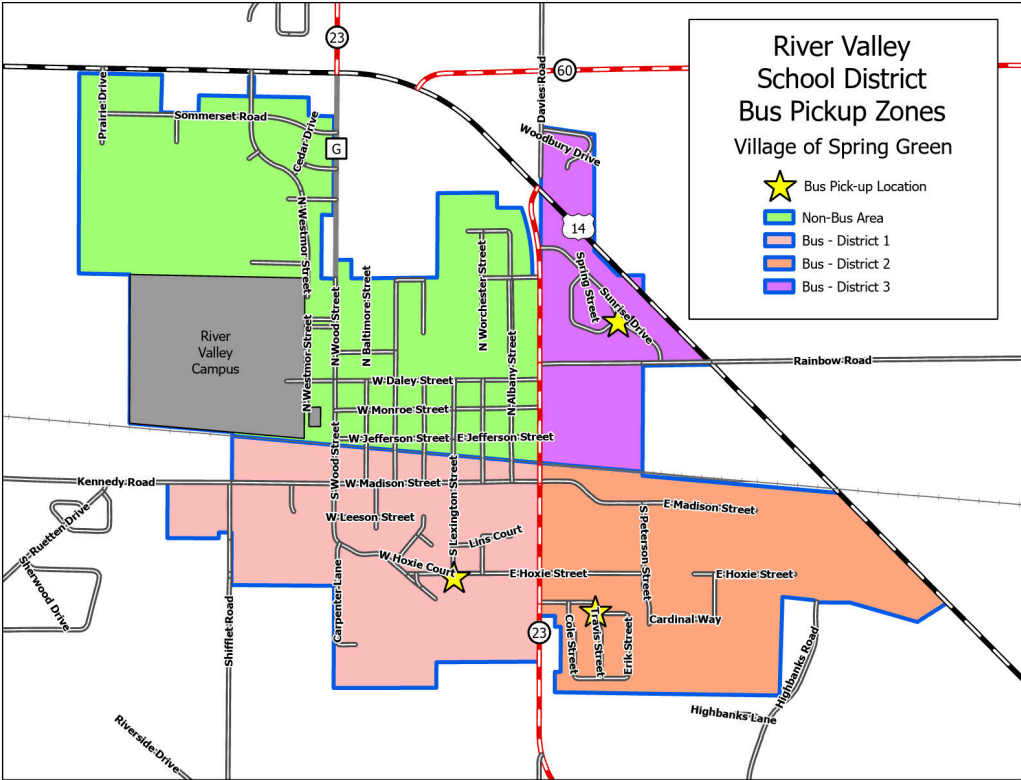 River Valley
School District
Bus Pickup Zones
Village of Spring Green
Bus Pick-up Location
Non-Bus Area
Bus - District 1
Bus - District 2
Bus - District 3
23
60
Davies Road
Prairie Drive
Sommerset Road
Cedar Drive
G
Woodbury Drive
N Westmor Street
14
N Worchester Street
Spring Street
Sunrise Drive
N Baltimore Street
N Wood Street
River
Valley
Campus
N Westmor Street
N Albany Street
Rainbow Road
W Daley Street
W Monroe Street
W Jefferson Street
E Jefferson Street
S Wood Street
Kennedy Road
W Madison Street
S Lexington Street
E Madison Street
W Leeson Street
S Peterson Street
Ruetten Drive
Lins Court
W Hoxie Court
E Hoxie Street
E Hoxie Street
Sherwood Drive
Shifflet Road
Carpenter Lane
23
Cole Street
Travis Street
Erik Street
Cardinal Way
Highbanks Road
Highbanks Lane
Riverside Drive